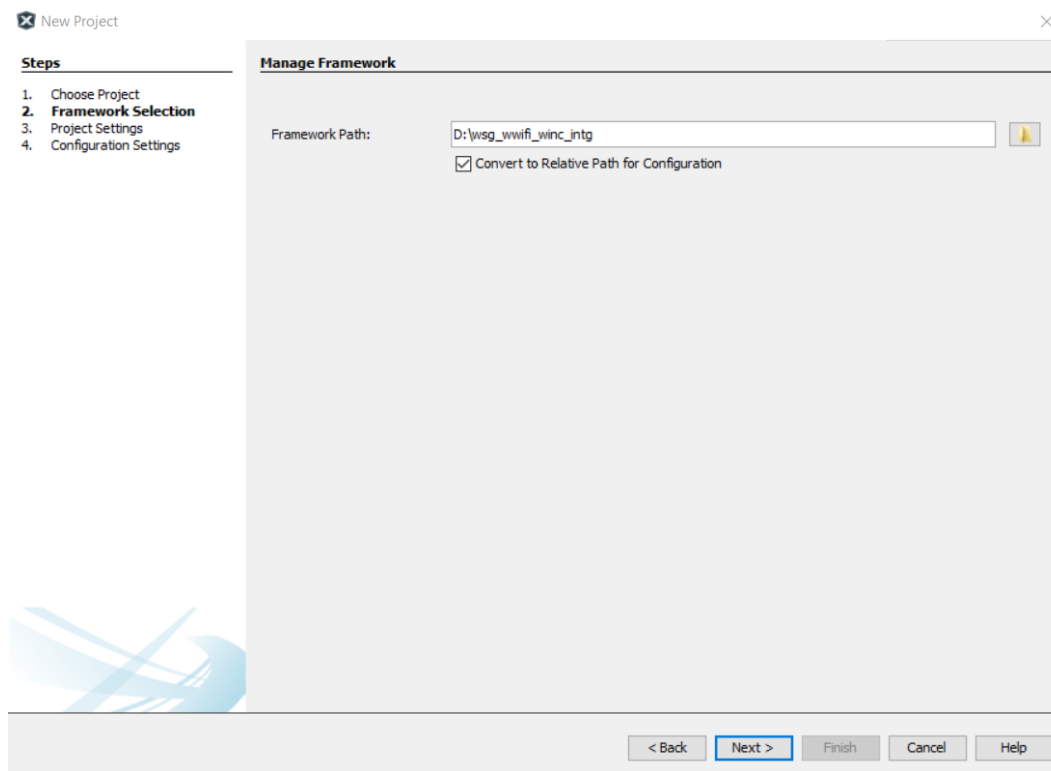 New Project
Steps
1. Choose Project
2. Framework Selection
3. Project Settings
4. Configuration Settings
Manage Framework
Framework Path: D:\wsg_wwifi_winc_intg
Convert to Relative Path for Configuration
< Back Next > Finish Cancel Help